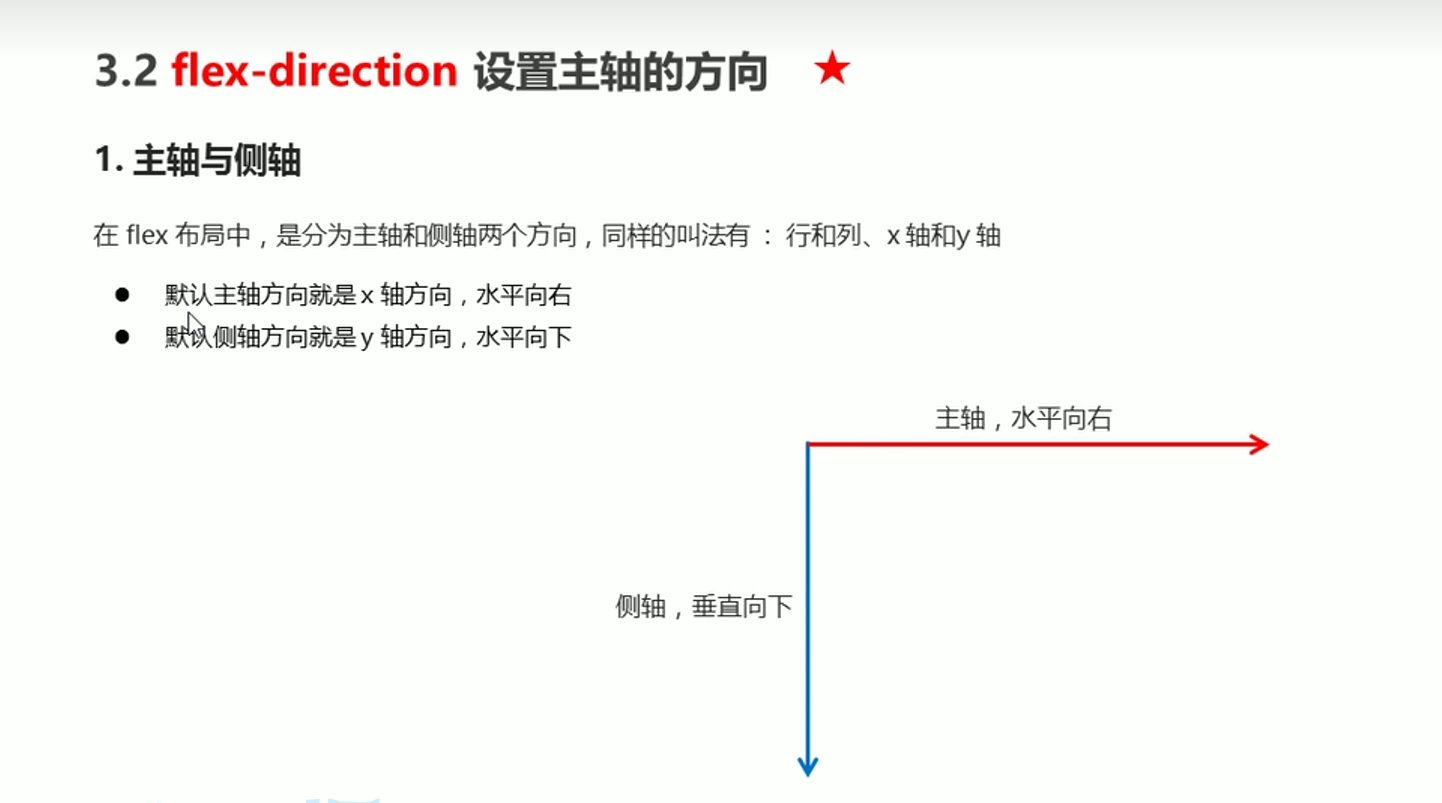 3.2 flex-direction 设置主轴的方向 ★
1. 主轴与侧轴
在 flex 布局中，是分为主轴和侧轴两个方向，同样的叫法有 ： 行和列、x 轴和y 轴
● 默认主轴方向就是 x 轴方向，水平向右
● 默认侧轴方向就是 y 轴方向，水平向下
主轴，水平向右
侧轴，垂直向下